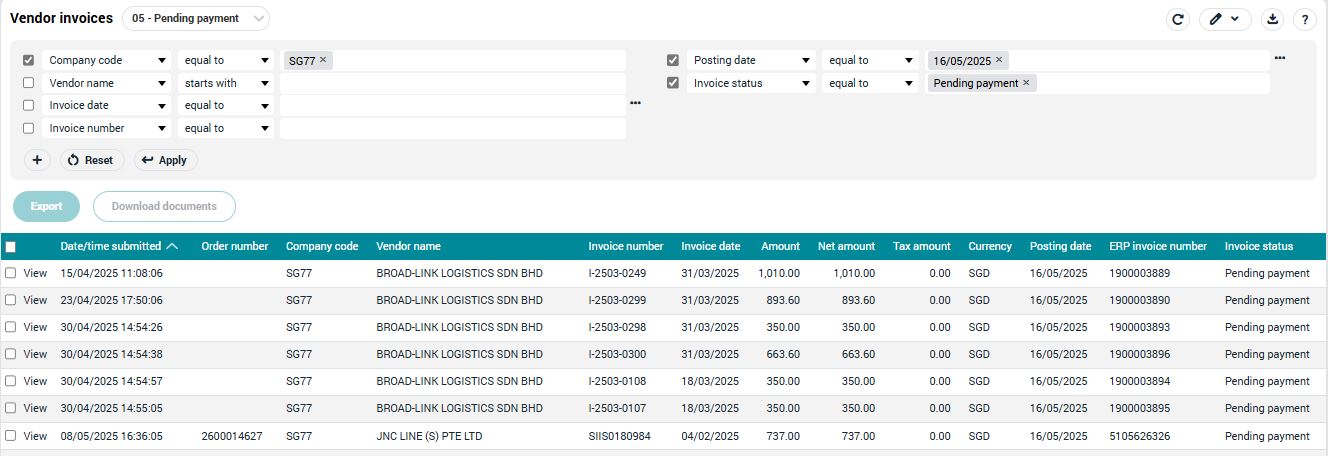 Vendor invoices 05 - Pending payment ?
Company code equal to SG77 × Posting date equal to 16/05/2025 ×
Vendor name starts with Invoice status equal to Pending payment ×
Invoice date equal to
Invoice number equal to
+ Reset Apply
Export Download documents
Date/time submitted Order number Company code Vendor name Invoice number Invoice date Amount Net amount Tax amount Currency Posting date ERP invoice number Invoice status
View 15/04/2025 11:08:06 SG77 BROAD-LINK LOGISTICS SDN BHD I-2503-0249 31/03/2025 1,010.00 1,010.00 0.00 SGD 16/05/2025 1900003889 Pending payment
View 23/04/2025 17:50:06 SG77 BROAD-LINK LOGISTICS SDN BHD I-2503-0299 31/03/2025 893.60 893.60 0.00 SGD 16/05/2025 1900003890 Pending payment
View 30/04/2025 14:54:26 SG77 BROAD-LINK LOGISTICS SDN BHD I-2503-0298 31/03/2025 350.00 350.00 0.00 SGD 16/05/2025 1900003893 Pending payment
View 30/04/2025 14:54:38 SG77 BROAD-LINK LOGISTICS SDN BHD I-2503-0300 31/03/2025 663.60 663.60 0.00 SGD 16/05/2025 1900003896 Pending payment
View 30/04/2025 14:54:57 SG77 BROAD-LINK LOGISTICS SDN BHD I-2503-0108 18/03/2025 350.00 350.00 0.00 SGD 16/05/2025 1900003894 Pending payment
View 30/04/2025 14:55:05 SG77 BROAD-LINK LOGISTICS SDN BHD I-2503-0107 18/03/2025 350.00 350.00 0.00 SGD 16/05/2025 1900003895 Pending payment
View 08/05/2025 16:36:05 2600014627 SG77 JNC LINE (S) PTE LTD SIIS0180984 04/02/2025 737.00 737.00 0.00 SGD 16/05/2025 5105626326 Pending payment